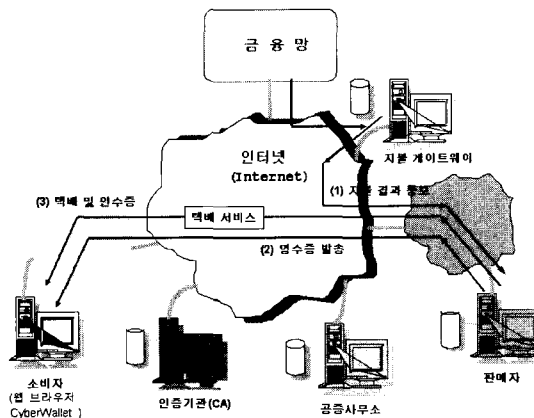 금 융 망
지불 게이트웨이
인터넷
(Internet)
(1) 지불 결과 통보
(3) 택배 및 인수증
택배 서비스
(2) 영수증 발송
소비자
(웹 브라우저
CyberWallet )
인증기관(CA)
공증사무소
판매자